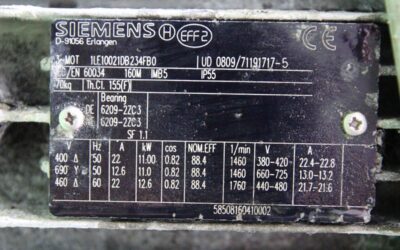 SIEMENS H EFF2 CE
D-91056 Erlangen
3~MOT 1LE10021DB234FB0 UD 0809/71191717-5
IEC/EN 60034 160M IMB5 IP55
70kg Th.Cl. 155(F)
Bearing
DE 6209-2ZC3
6209-2ZC3
SF 1.1
V Hz A kW cos NOM.EFF 1/min V A
400 Δ 50 22 11.00 0.82 88.4 1460 380-420 22.4-22.8
690 Y 50 12.6 11.0 0.82 88.4 1460 660-725 13.0-13.2
460 Δ 60 22 12.6 0.82 88.4 1760 440-480 21.7-21.6
58508160410002